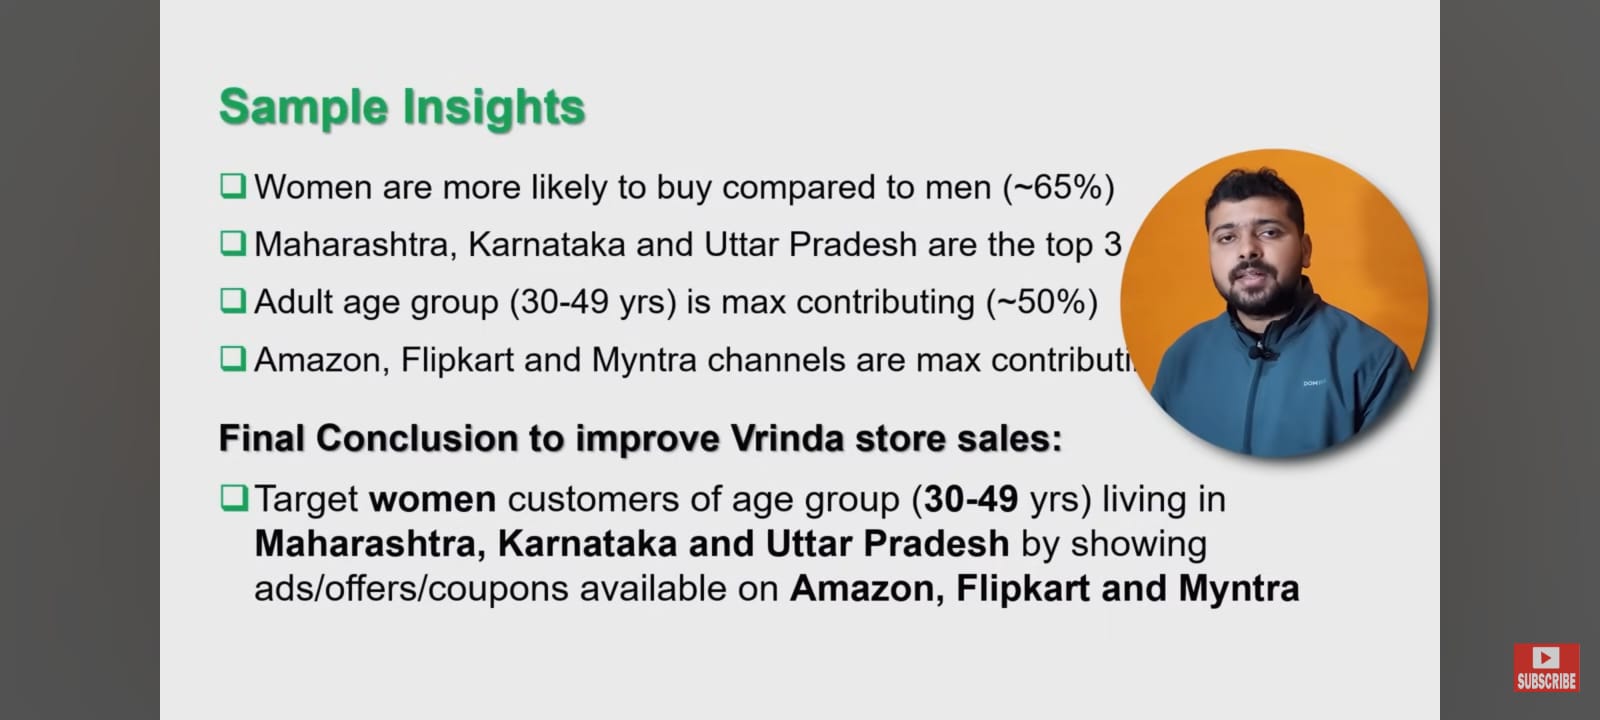 Sample Insights
Women are more likely to buy compared to men (~65%)
Maharashtra, Karnataka and Uttar Pradesh are the top 3
Adult age group (30-49 yrs) is max contributing (~50%)
Amazon, Flipkart and Myntra channels are max
Final Conclusion to improve Vrinda store sales:
Target women customers of age group (30-49 yrs) living in
Maharashtra, Karnataka and Uttar Pradesh by showing
ads/offers/coupons available on Amazon, Flipkart and Myntra
SUBSCRIBE